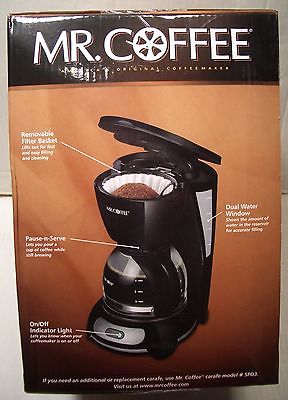 MR. COFFEE
ORIGINAL COFFEEMAKER
Removable
Filter Basket
Lifts out for fast
and easy filling
and cleaning
Dual Water
Window
Shows the amount
of water in the reservoir
for accurate filling.
MR. COFFEE
Pause-n-Serve
Lets you pour a
cup of coffee while
still brewing
On/Off
Indicator Light
Lets you know when your
coffeemaker is on or off
If you need an additional or replacement carafe, use Mr. Coffee® carafe model # SPD3.
Visit us at www.mrcoffee.com